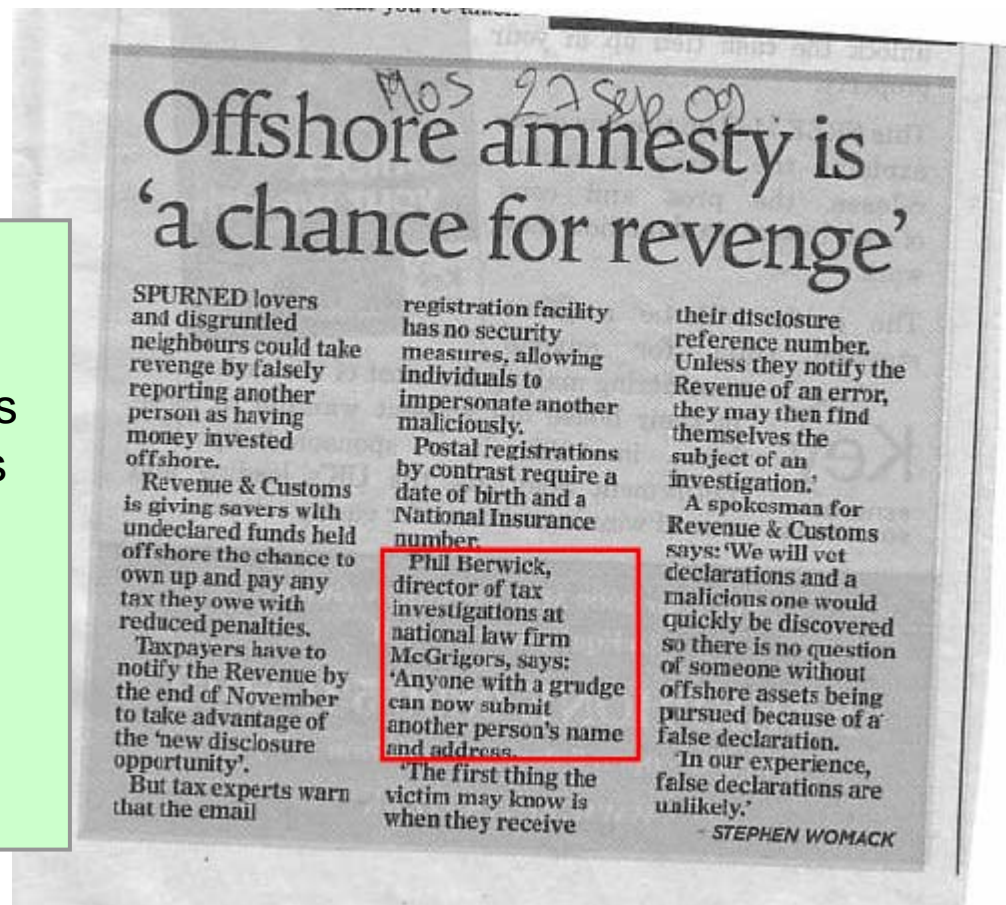 MoS 27 Sep 09
Offshore amnesty is
‘a chance for revenge’
SPURNED lovers
and disgruntled
neighbours could take
revenge by falsely
reporting another
person as having
money invested
offshore.
Revenue & Customs
is giving savers with
undeclared funds held
offshore the chance to
own up and pay any
tax they owe with
reduced penalties.
Taxpayers have to
notify the Revenue by
the end of November
to take advantage of
the ‘new disclosure
opportunity’.
But tax experts warn
that the email
registration facility
has no security
measures, allowing
individuals to
impersonate another
maliciously.
Postal registrations
by contrast require a
date of birth and a
National Insurance
number.
Phil Berwick,
director of tax
investigations at
national law firm
McGrigors, says:
‘Anyone with a grudge
can now submit
another person’s name
and address.
‘The first thing the
victim may know is
when they receive
their disclosure
reference number.
Unless they notify the
Revenue of an error,
they may then find
themselves the
subject of an
investigation.’
A spokesman for
Revenue & Customs
says: ‘We will vet
declarations and a
malicious one would
quickly be discovered
so there is no question
of someone without
offshore assets being
pursued because of a
false declaration.
‘In our experience,
false declarations are
unlikely.’
- STEPHEN WOMACK